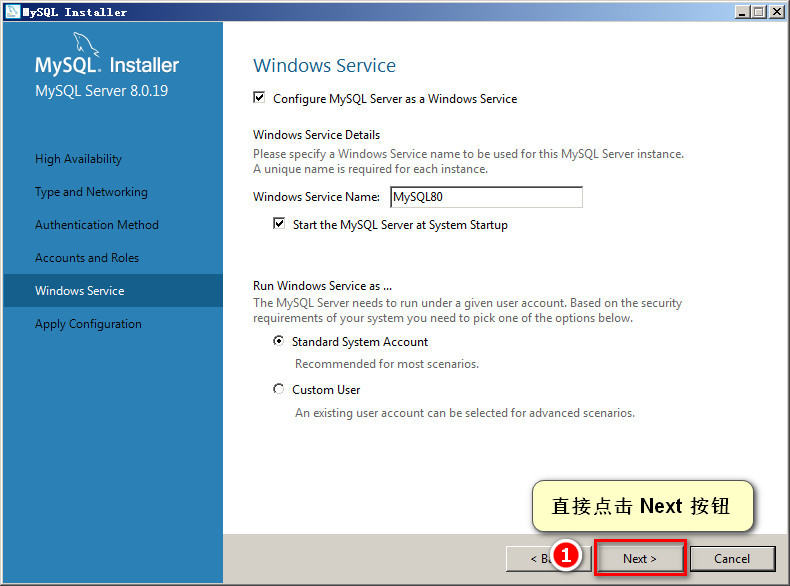 MySQL Installer
MySQL. Installer
MySQL Server 8.0.19
High Availability
Type and Networking
Authentication Method
Accounts and Roles
Windows Service
Apply Configuration
Windows Service
Configure MySQL Server as a Windows Service
Windows Service Details
Please specify a Windows Service name to be used for this MySQL Server instance.
A unique name is required for each instance.
Windows Service Name: MySQL80
Start the MySQL Server at System Startup
Run Windows Service as ...
The MySQL Server needs to run under a given user account. Based on the security
requirements of your system you need to pick one of the options below.
Standard System Account
Recommended for most scenarios.
Custom User
An existing user account can be selected for advanced scenarios.
直接点击 Next 按钮
< B 1 Next > Cancel